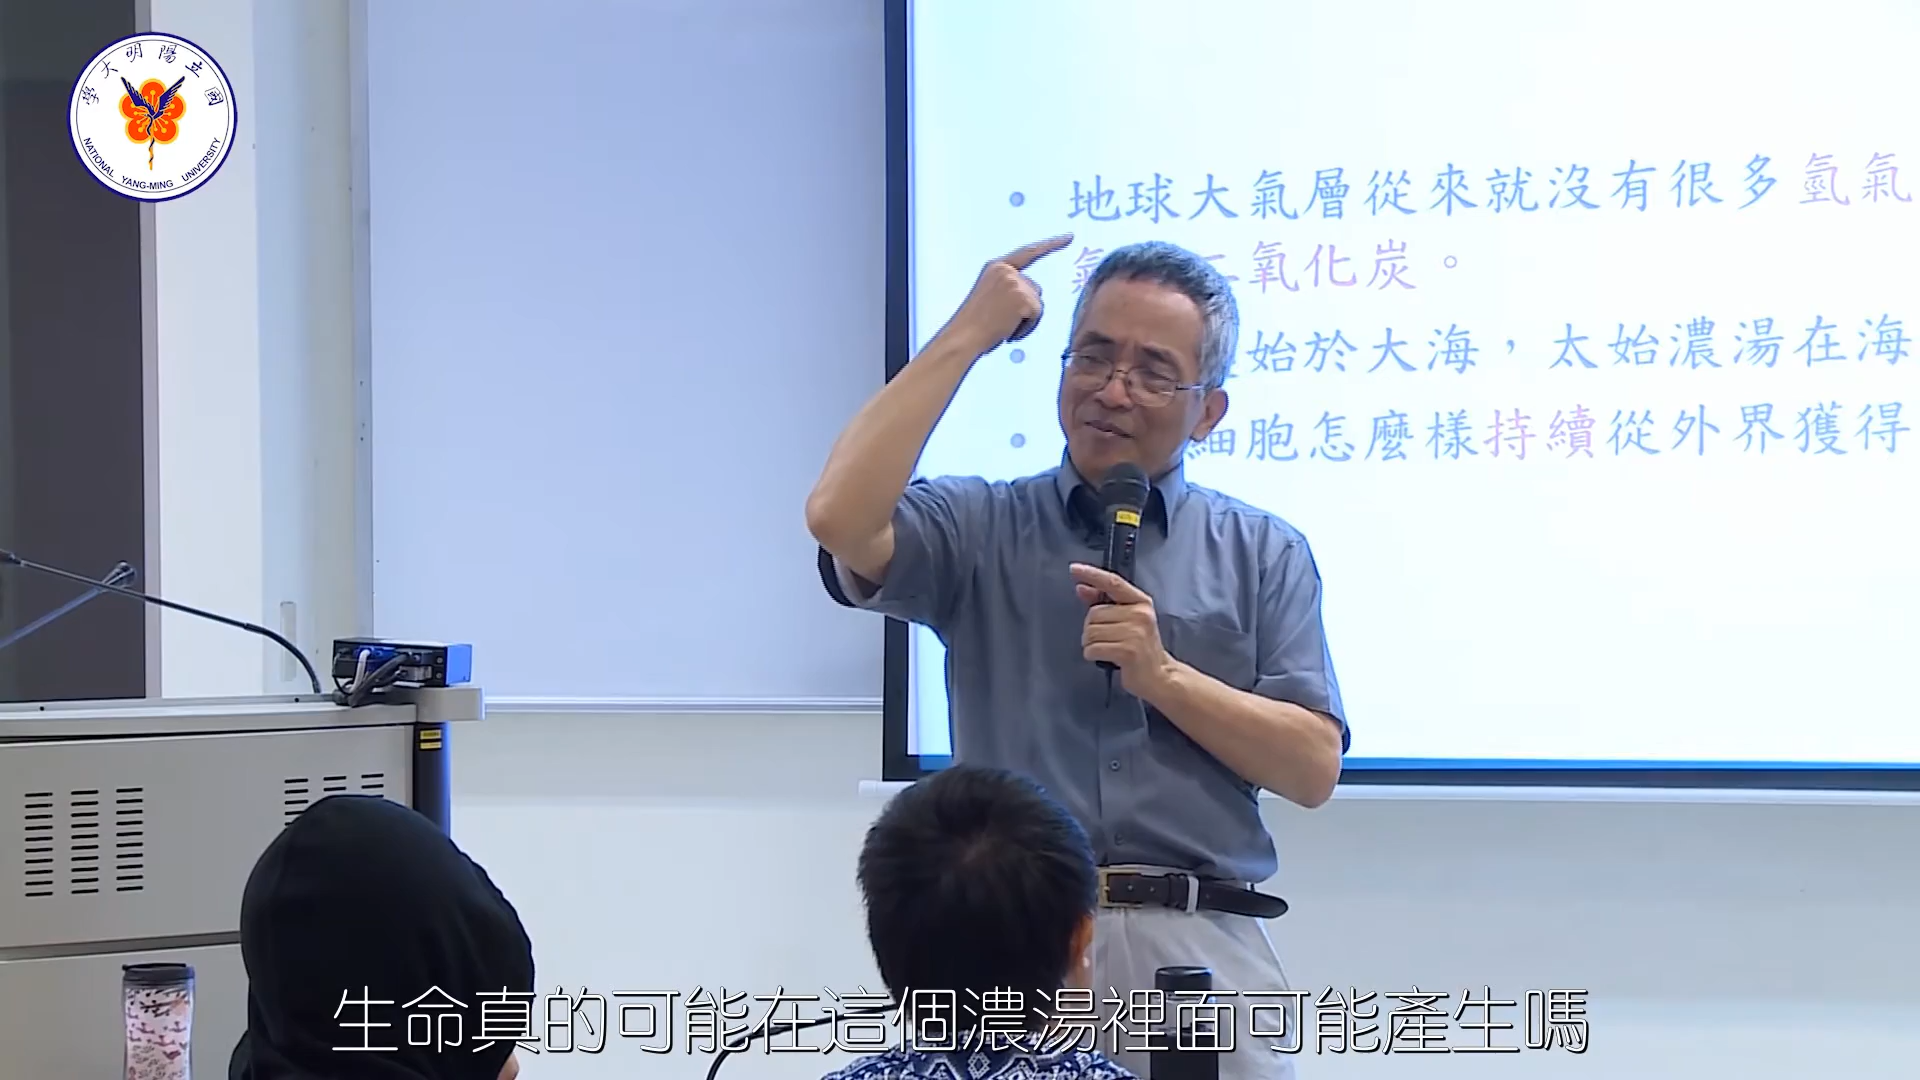 國立陽明大學
NATIONAL YANG-MING UNIVERSITY
地球大氣層從來就沒有很多氫氣
二氧化炭。
始於大海，太始濃湯在海
細胞怎麼樣持續從外界獲得
生命真的可能在這個濃湯裡面可能產生嗎